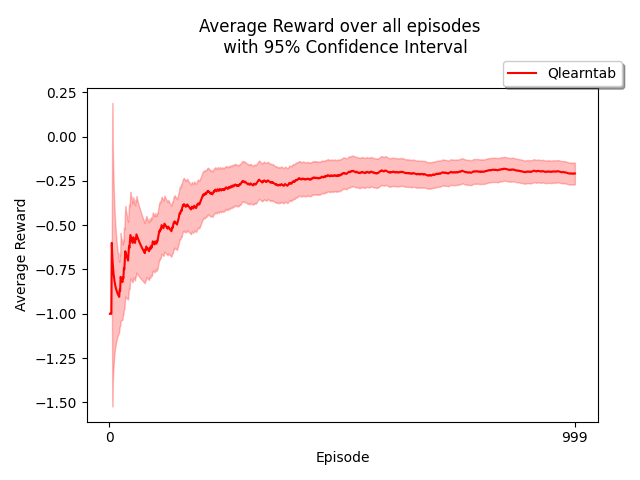 Average Reward over all episodes
with 95% Confidence Interval
Qlearntab
0.25
0.00
−0.25
−0.50
−0.75
−1.00
−1.25
−1.50
Average Reward
0
999
Episode